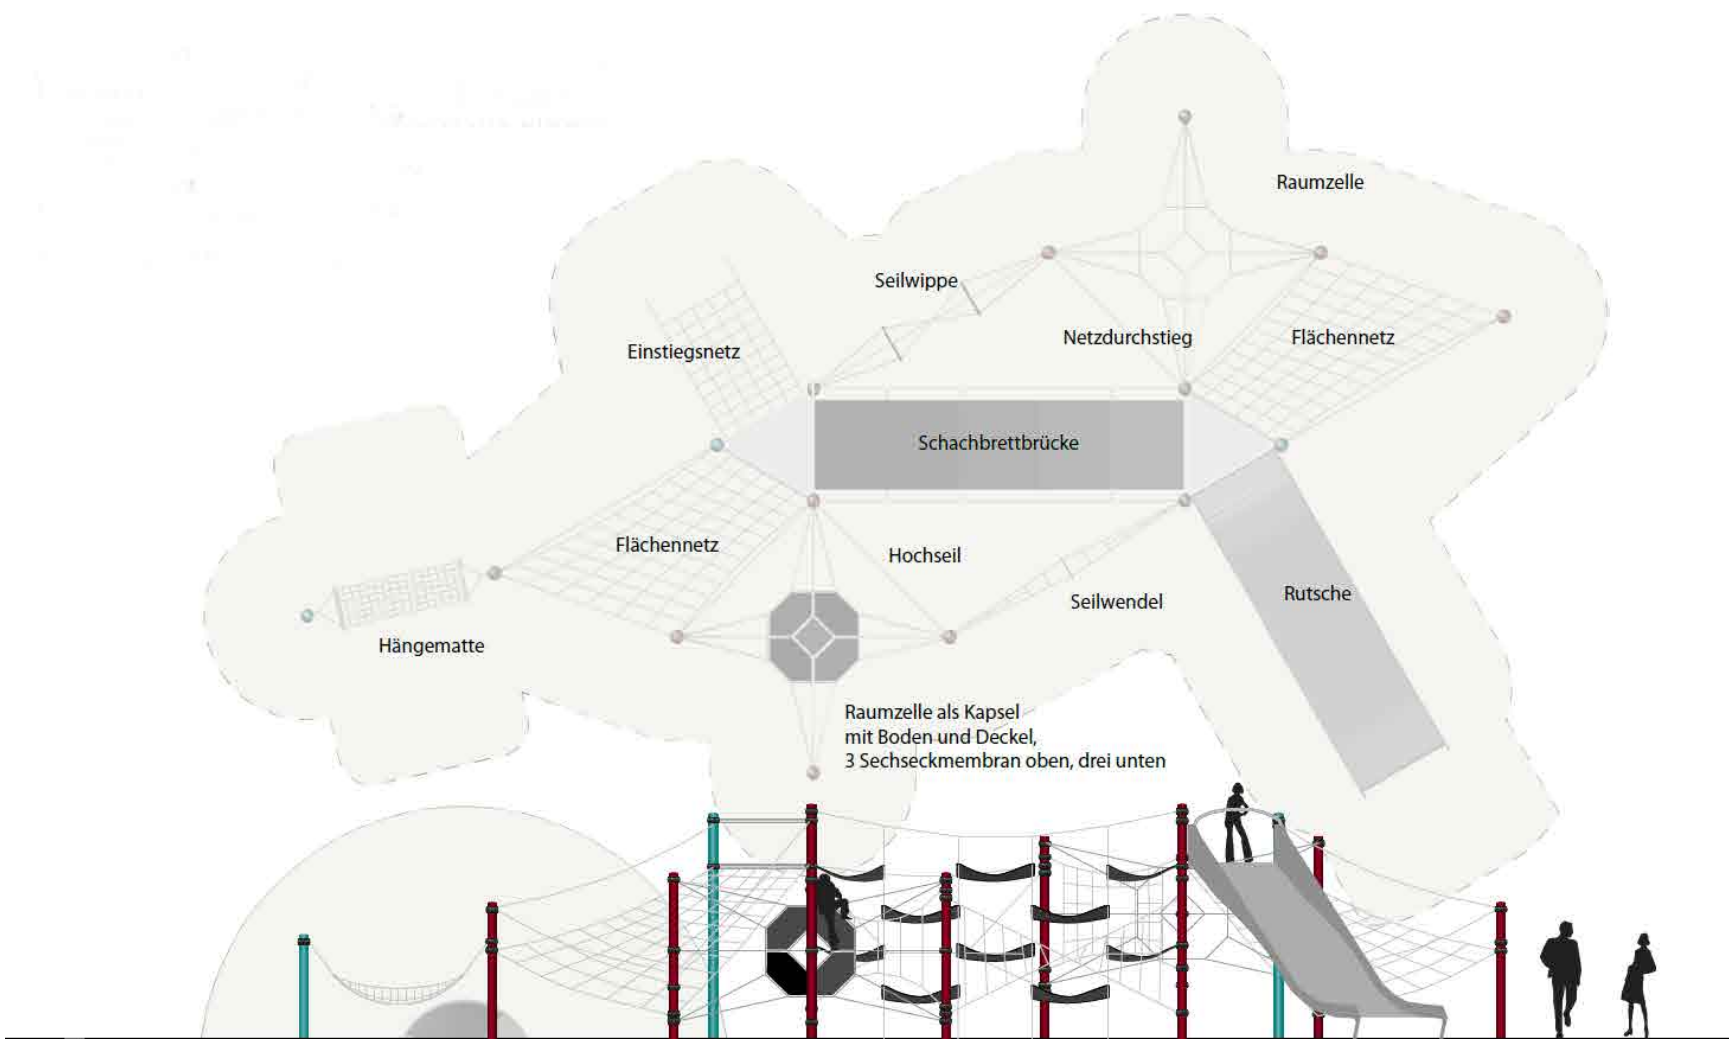 Raumzelle
Seilwippe
Netzdurchstieg
Flächennetz
Einstiegsnetz
Schachbrettbrücke
Flächennetz
Hochseil
Seilwendel
Rutsche
Hängematte
Raumzelle als Kapsel
mit Boden und Deckel,
3 Sechseckmembran oben, drei unten